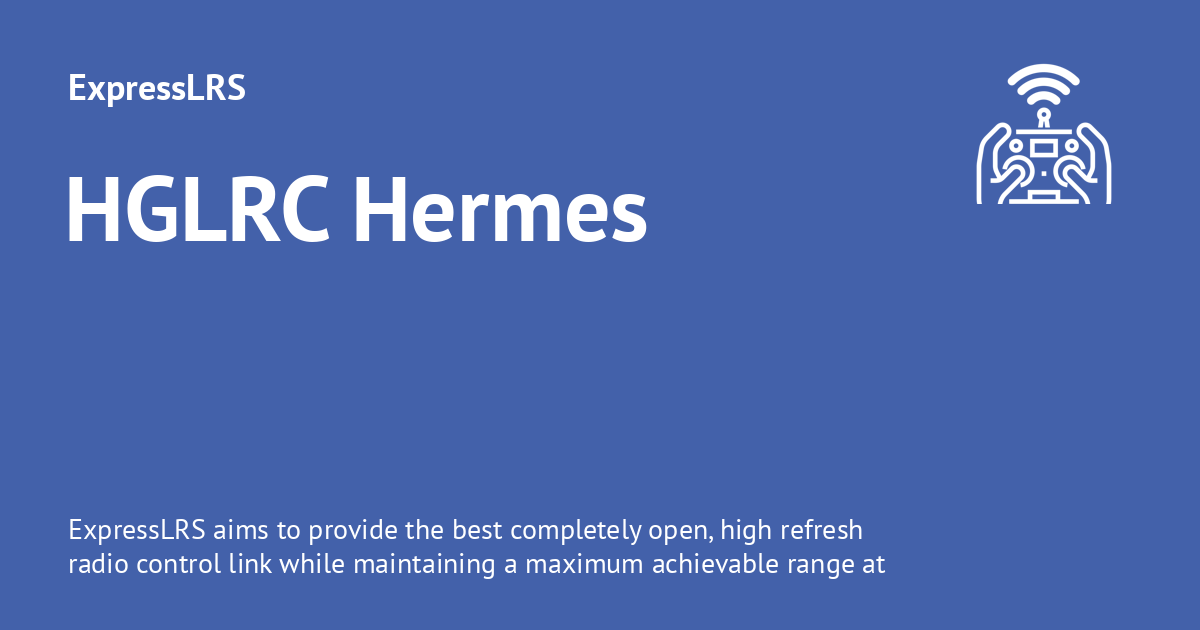 ExpressLRS
HGLRC Hermes
ExpressLRS aims to provide the best completely open, high refresh
radio control link while maintaining a maximum achievable range at